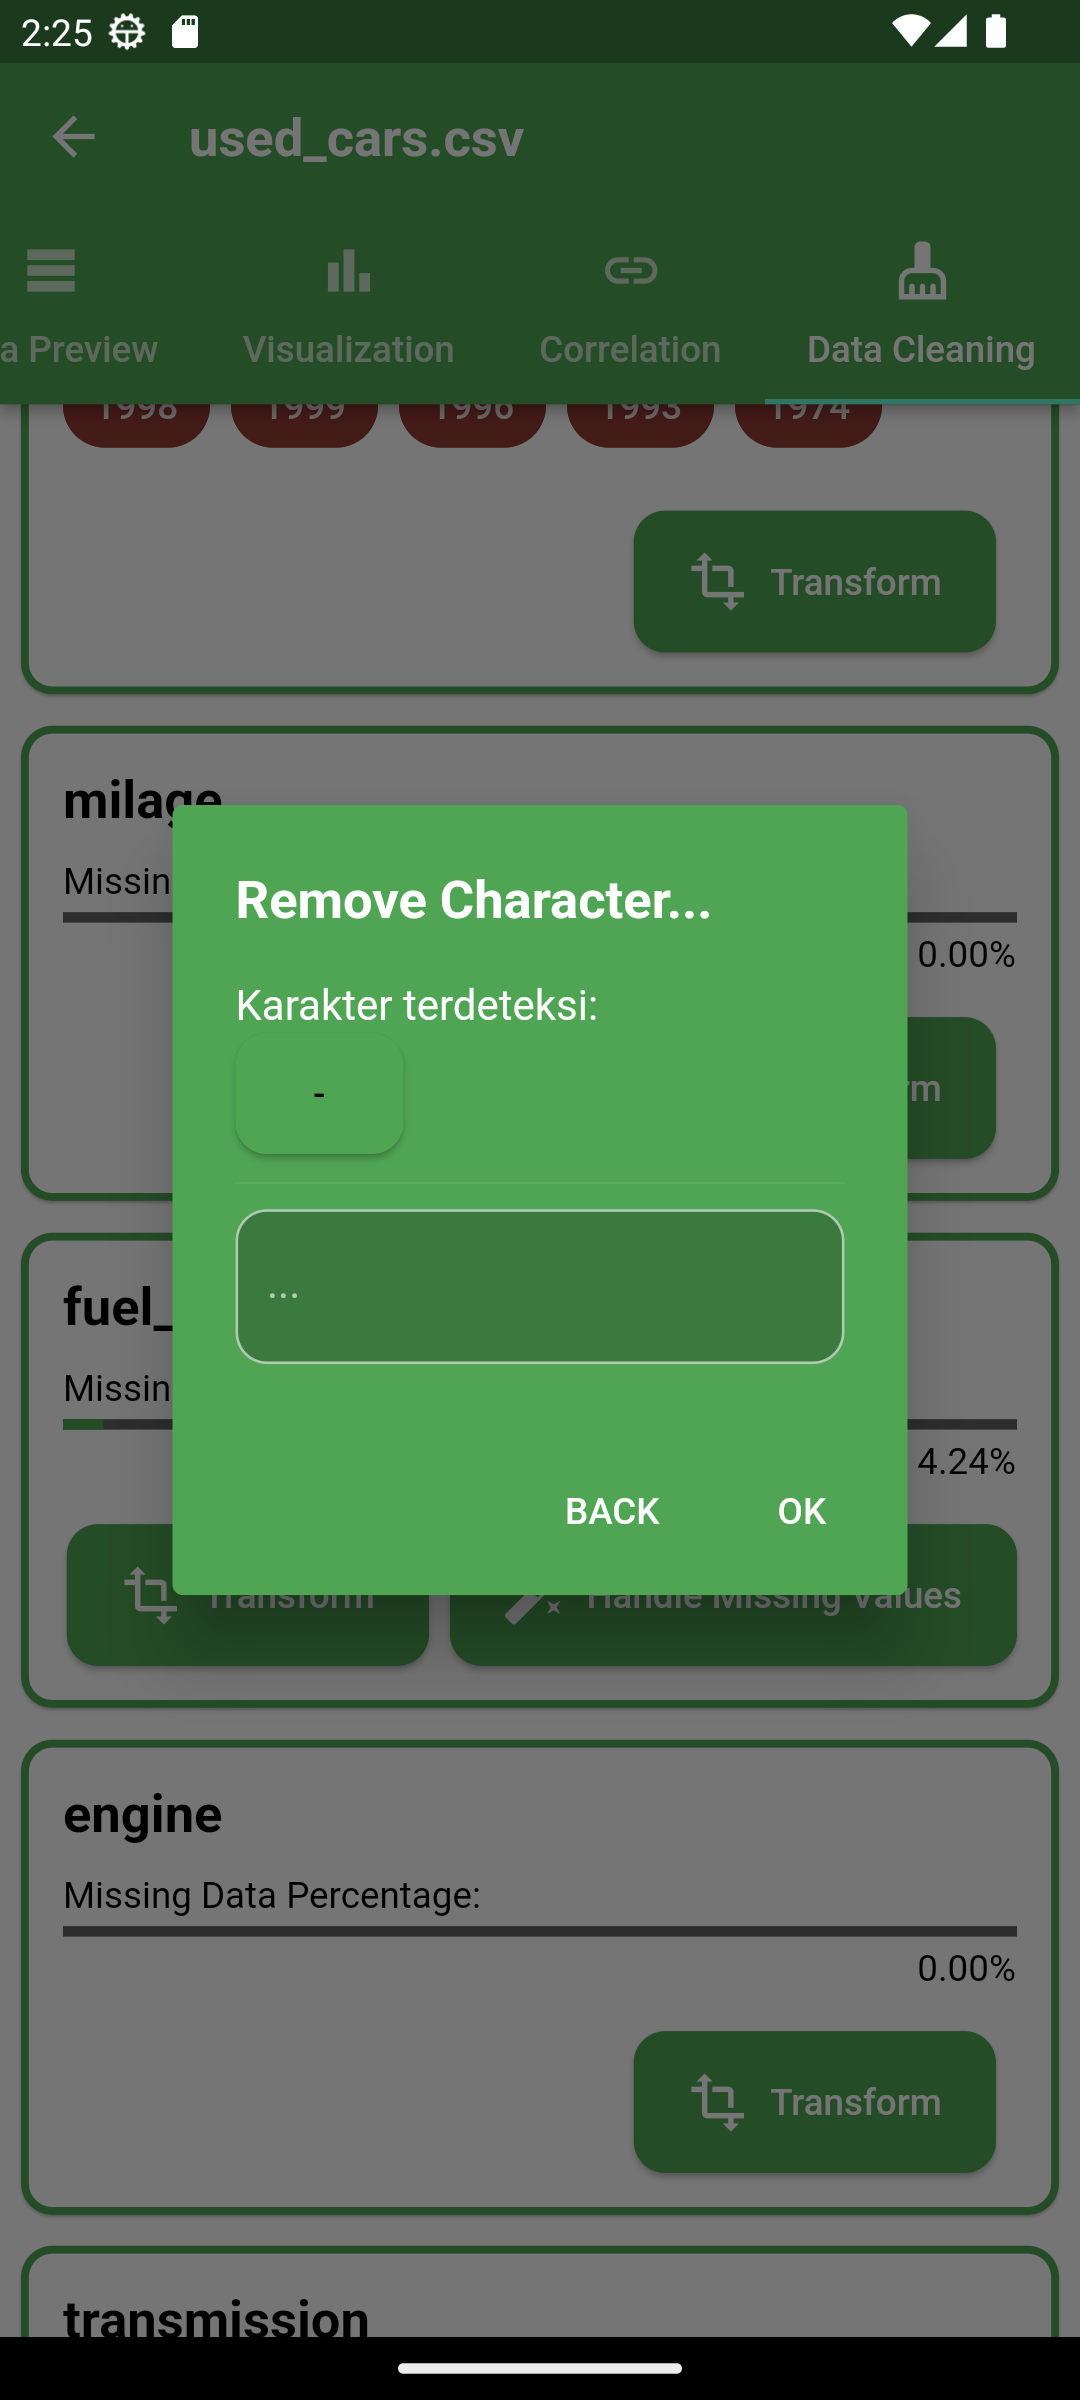 2:25
used_cars.csv
a Preview
Visualization
Correlation
Data Cleaning
1998
1999
1996
1993
1974
Transform
milage
Missin
0.00%
rm
Remove Character...
Karakter terdeteksi:
-
...
BACK
OK
fuel_
Missin
4.24%
Transform
Handle Missing Values
engine
Missing Data Percentage:
0.00%
Transform
transmission